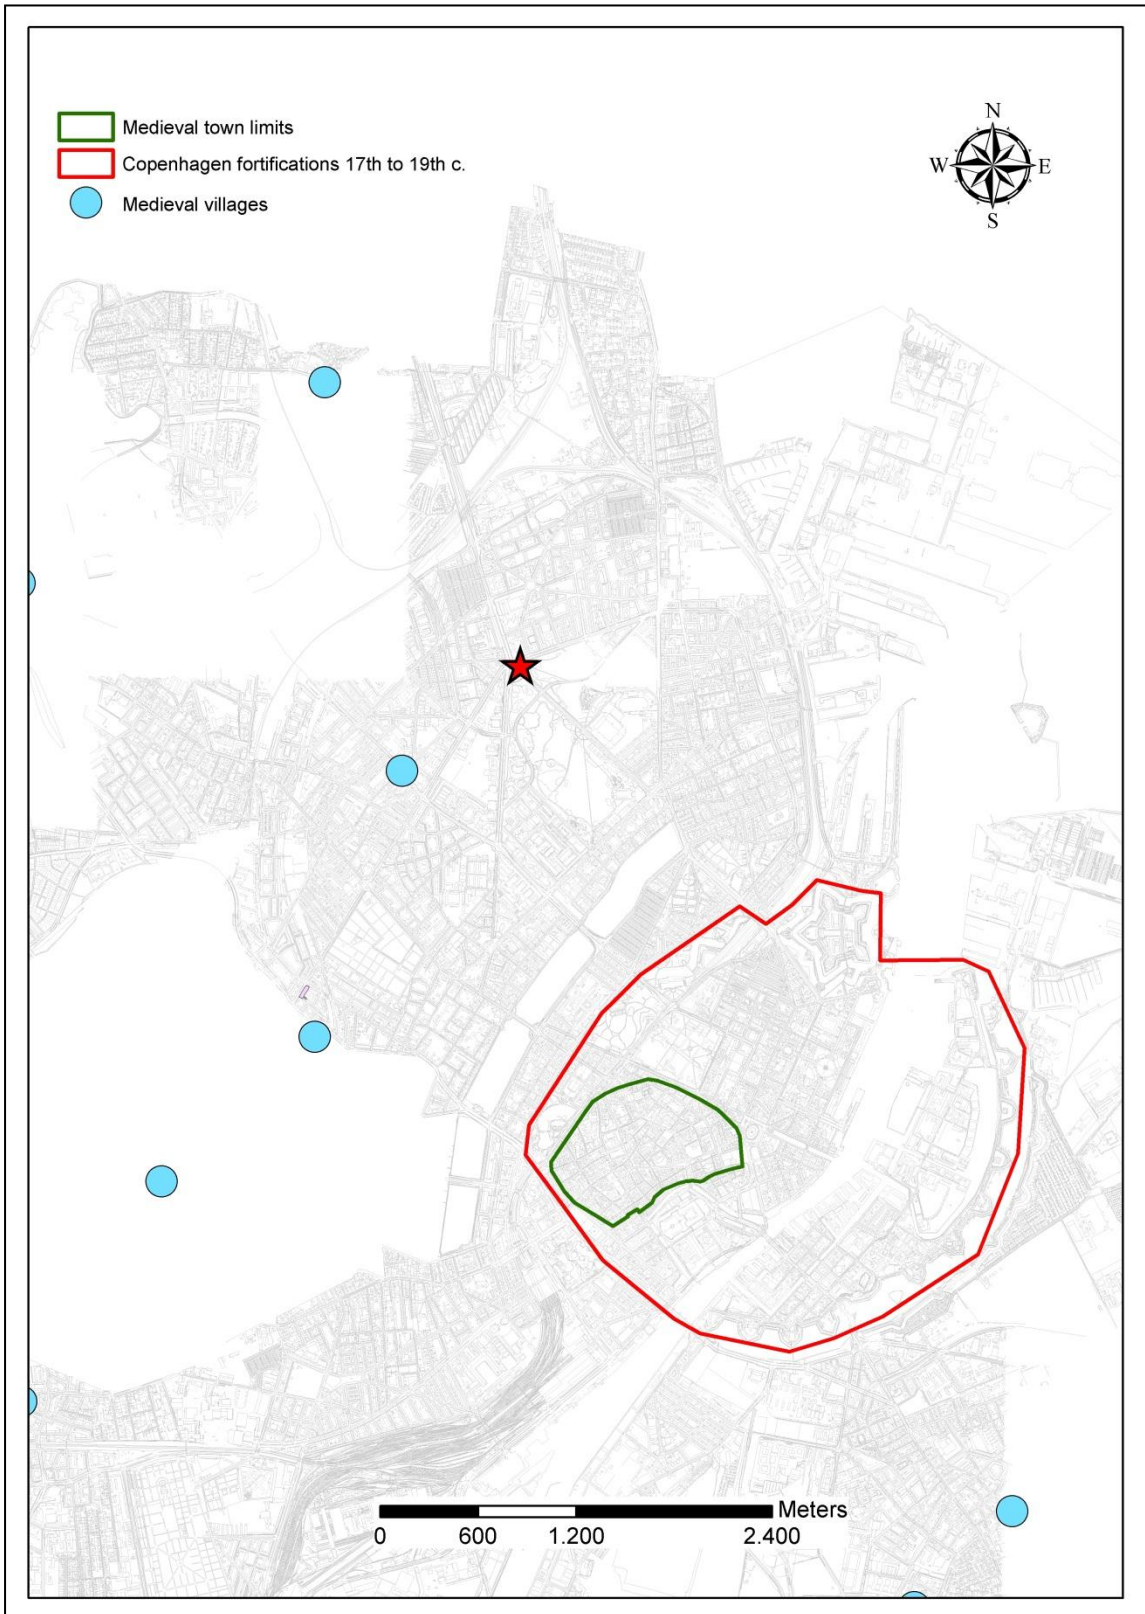 Medieval town limits
Copenhagen fortifications 17th to 19th c.
Medieval villages
N
W E
S
Meters
0 600 1.200 2.400